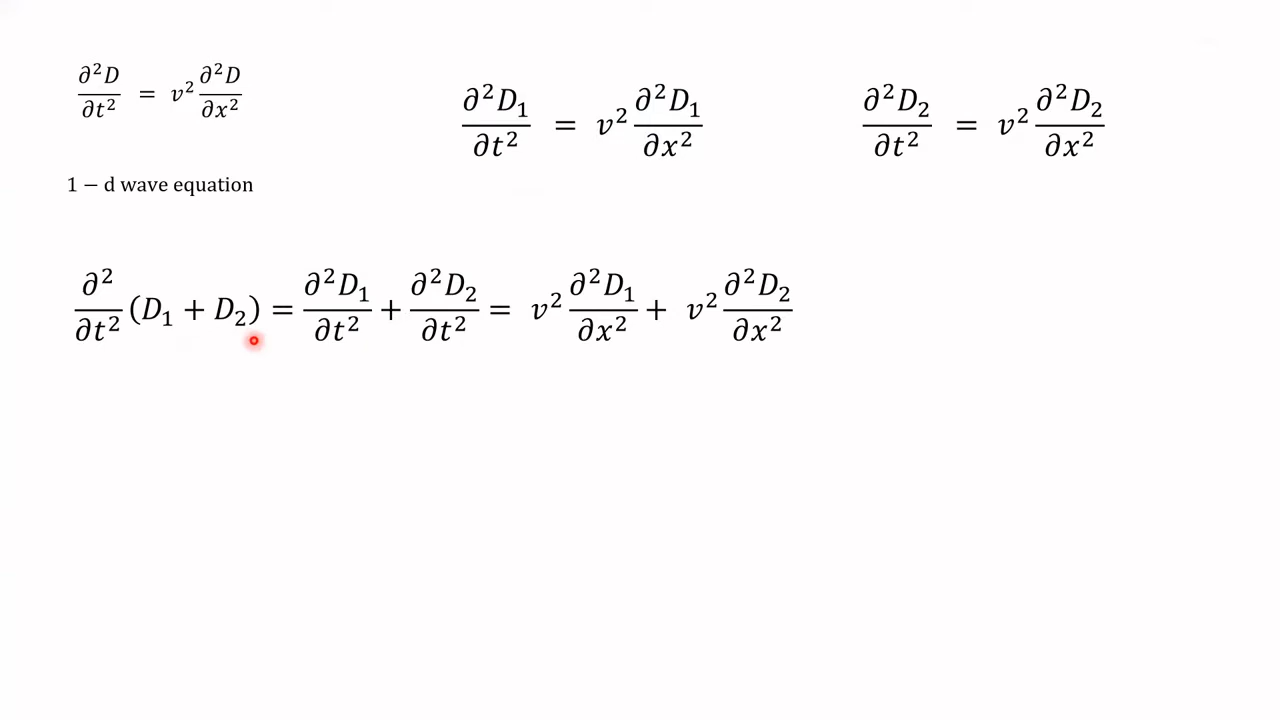 ∂²D/∂t² = v² ∂²D/∂x²
∂²D₁/∂t² = v² ∂²D₁/∂x²
∂²D₂/∂t² = v² ∂²D₂/∂x²
1 − d wave equation
∂²/∂t² (D₁ + D₂) = ∂²D₁/∂t² + ∂²D₂/∂t² = v² ∂²D₁/∂x² + v² ∂²D₂/∂x²